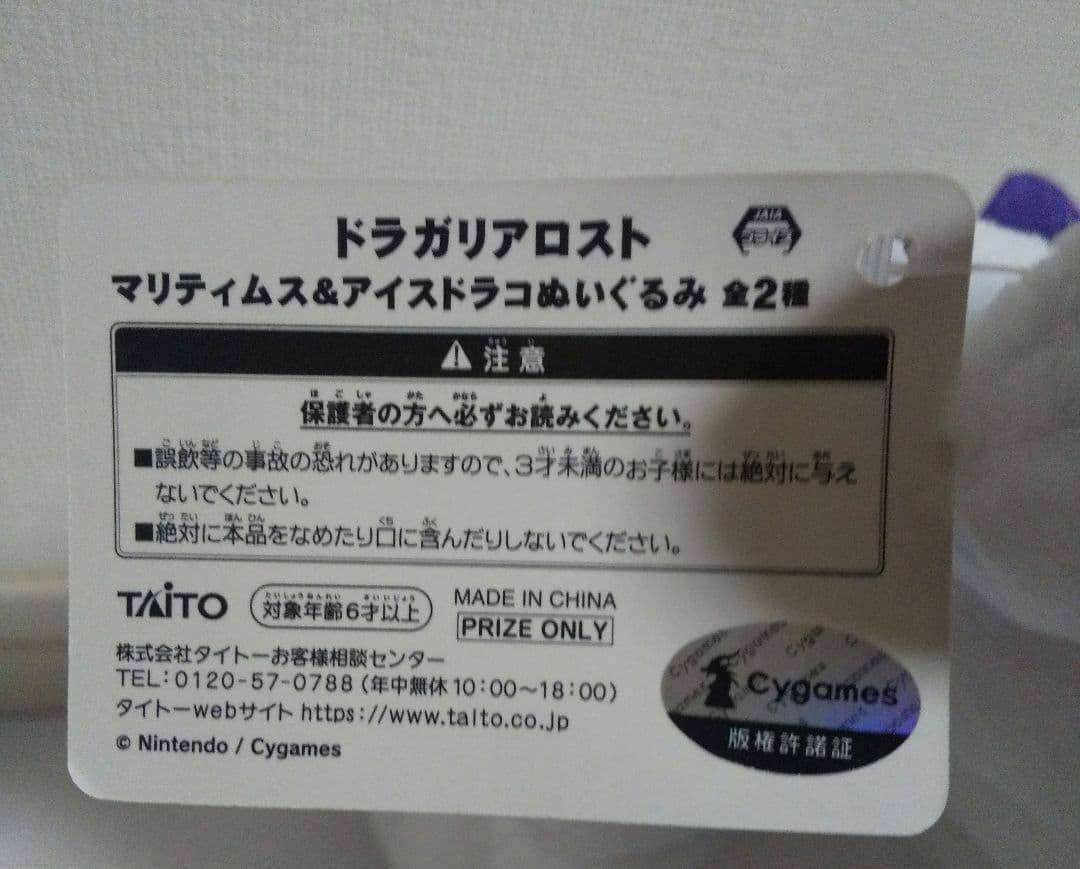 ドラガリアロスト
JAIA
プライズ
マリティムス&アイスドラコぬいぐるみ 全2種
注意
保護者の方へ必ずお読みください。
■誤飲等の事故の恐れがありますので、3才未満のお子様には絶対に与え
ないでください。
■絶対に本品をなめたり口に含んだりしないでください。
TAITO 対象年齢6才以上 MADE IN CHINA
PRIZE ONLY
株式会社タイトーお客様相談センター
TEL:0120-57-0788(年中無休10:00~18:00)
タイトーwebサイト https://www.taito.co.jp
© Nintendo / Cygames
Cygames
版権許諾証